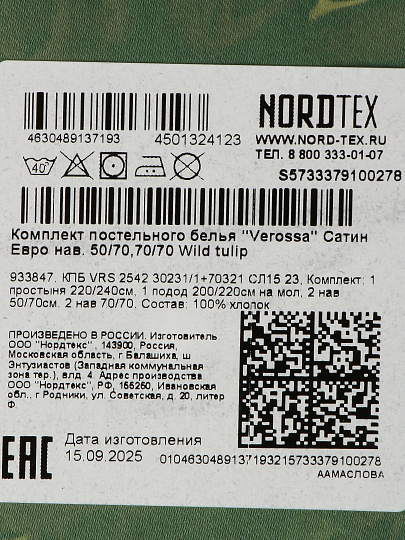 NORDTEX
4630489137193
4501324123
WWW.NORD-TEX.RU
ТЕЛ. 8 800 333-01-07
40°
S5733379100278
Комплект постельного белья "Verossa" Сатин
Евро нав. 50/70,70/70 Wild tulip
933847, КПБ VRS 2542 30231/1+70321 СЛ15 23, Комплект: 1
простыня 220/240см, 1 подод 200/220см на мол, 2 нав
50/70см. 2 нав 70/70. Состав: 100% хлопок
ПРОИЗВЕДЕНО В РОССИИ. Изготовитель:
ООО "Нордтекс" , 143900, Россия,
Московская область, г Балашиха, ш
Энтузиастов (Западная коммунальная
зона тер.), влд. 4. Адрес производства
ООО "Нордтекс", РФ, 155250, Ивановская
обл., г Родники, ул. Советская, д. 20, литер
Ф.
EAC
Дата изготовления
15.09.2025
0104630489137193215733379100278
ААМАСЛОВА